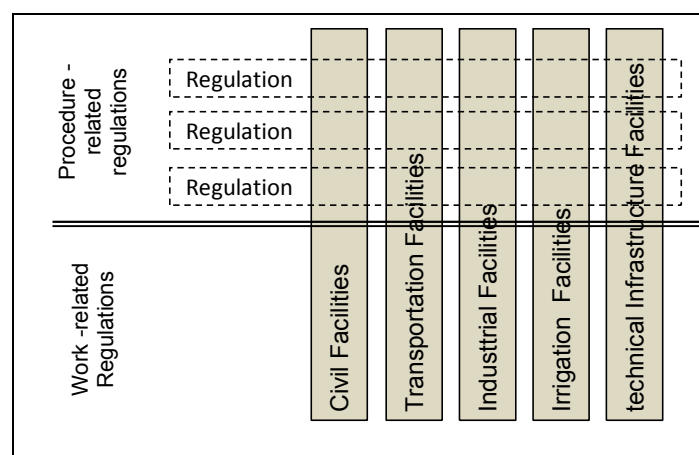 Procedure -
related
regulations
Regulation
Regulation
Regulation
Work -related
Regulations
Civil Facilities
Transportation Facilities
Industtrial Facilities
Irrigation Facilities
technical Infrastructure Facilities